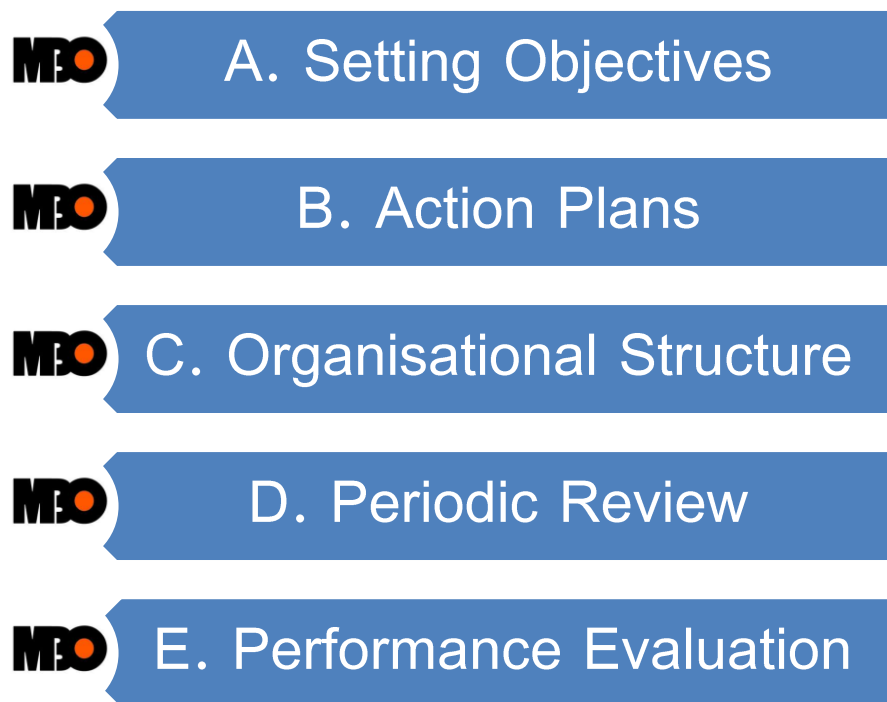 MBO A. Setting Objectives
MBO B. Action Plans
MBO C. Organisational Structure
MBO D. Periodic Review
MBO E. Performance Evaluation